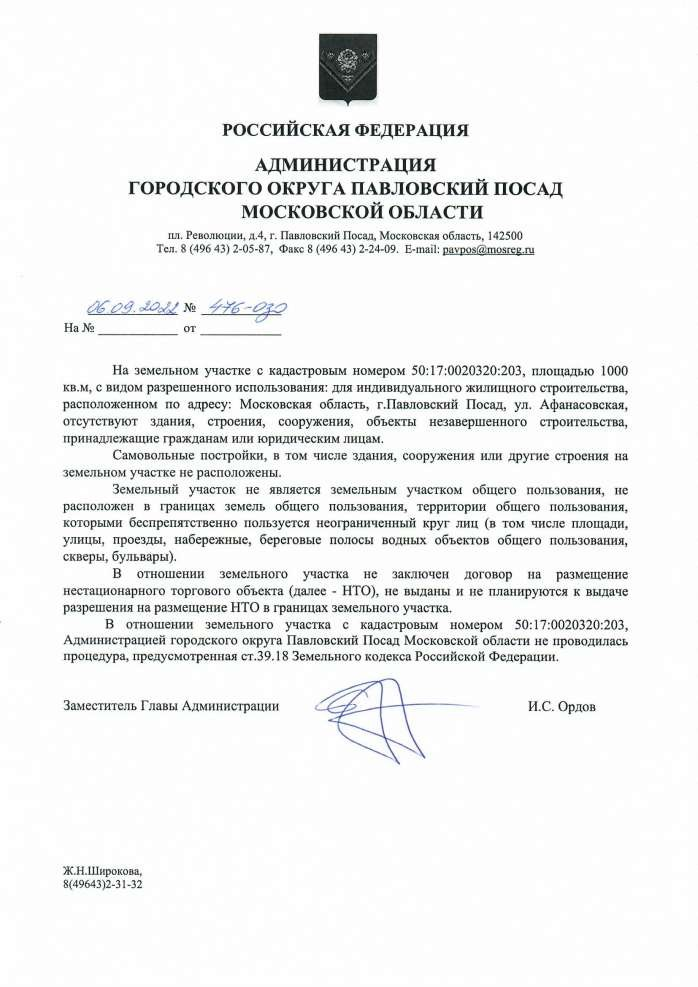 РОССИЙСКАЯ ФЕДЕРАЦИЯ
АДМИНИСТРАЦИЯ
ГОРОДСКОГО ОКРУГА ПАВЛОВСКИЙ ПОСАД
МОСКОВСКОЙ ОБЛАСТИ
пл. Революции, д.4, г. Павловский Посад, Московская область, 142500
Тел. 8 (496 43) 2-05-87, Факс 8 (496 43) 2-24-09. E-mail: pavpos@mosreg.ru
06.09.2022 № 476-озо
На № ____________ от ____________
На земельном участке с кадастровым номером 50:17:0020320:203, площадью 1000
кв.м, с видом разрешенного использования: для индивидуального жилищного строительства,
расположенном по адресу: Московская область, г.Павловский Посад, ул. Афанасовская,
отсутствуют здания, строения, сооружения, объекты незавершенного строительства,
принадлежащие гражданам или юридическим лицам.
Самовольные постройки, в том числе здания, сооружения или другие строения на
земельном участке не расположены.
Земельный участок не является земельным участком общего пользования, не
расположен в границах земель общего пользования, территории общего пользования,
которыми беспрепятственно пользуется неограниченный круг лиц (в том числе площади,
улицы, проезды, набережные, береговые полосы водных объектов общего пользования,
скверы, бульвары).
В отношении земельного участка не заключен договор на размещение
нестационарного торгового объекта (далее - НТО), не выданы и не планируются к выдаче
разрешения на размещение НТО в границах земельного участка.
В отношении земельного участка с кадастровым номером 50:17:0020320:203,
Администрацией городского округа Павловский Посад Московской области не проводилась
процедура, предусмотренная ст.39.18 Земельного кодекса Российской Федерации.
Заместитель Главы Администрации И.С. Ордов
Ж.Н.Широкова,
8(49643)2-31-32